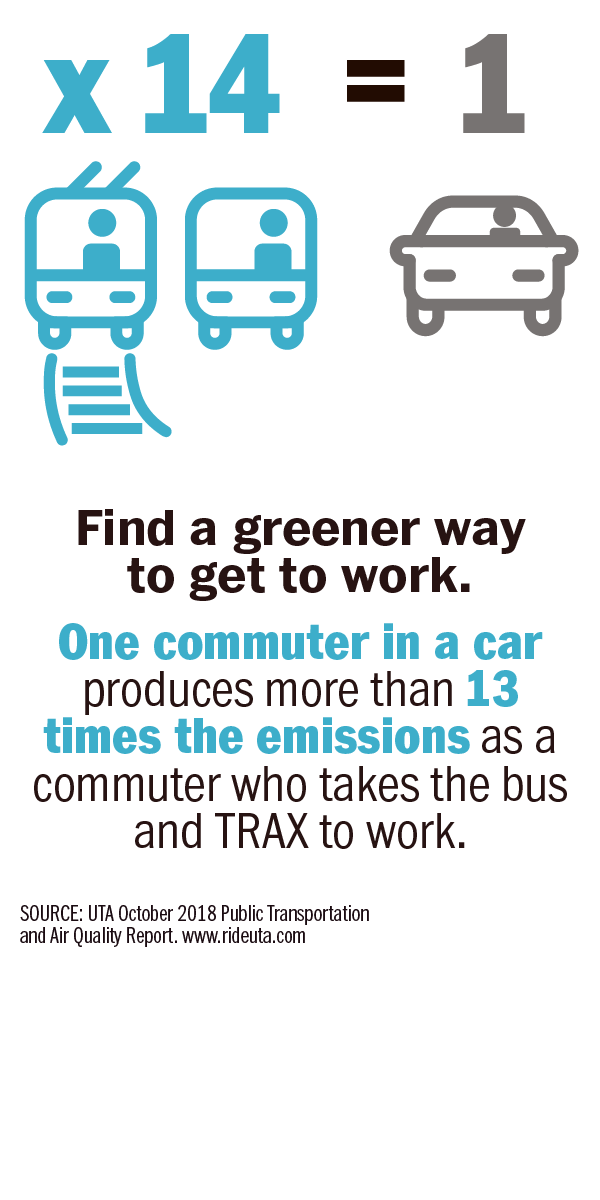 x 14 = 1
Find a greener way
to get to work.
One commuter in a car
produces more than 13
times the emissions as a
commuter who takes the bus
and TRAX to work.
SOURCE: UTA October 2018 Public Transportation
and Air Quality Report. www.rideuta.com